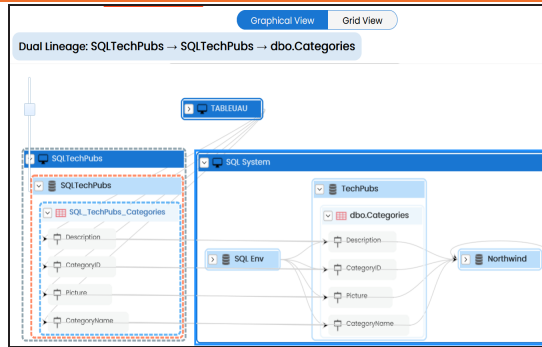 Graphical View
Grid View
Dual Lineage: SQLTechPubs → SQLTechPubs → dbo.Categories
TABLEUAU
SQLTechPubs
SQL System
SQLTechPubs
TechPubs
SQL_TechPubs_Categories
dbo.Categories
Description
Description
SQL Env
Northwind
CategoryID
CategoryID
Picture
Picture
CategoryName
CategoryName